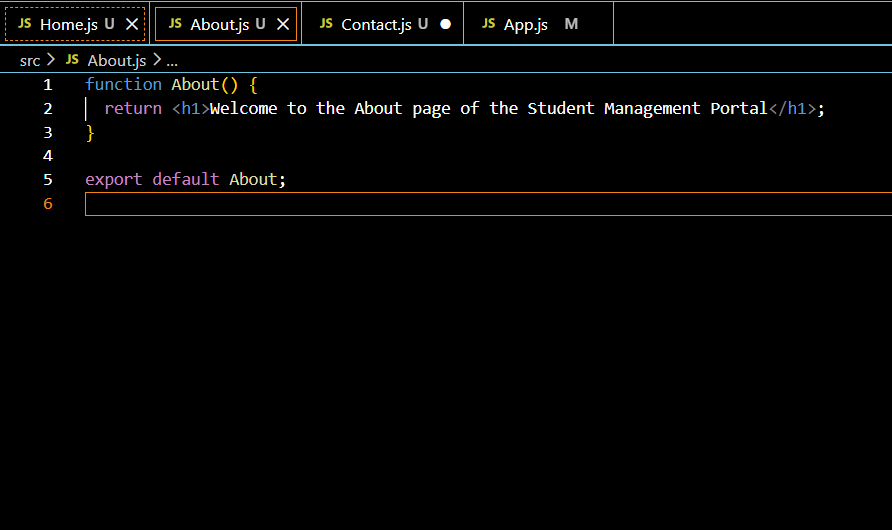 JS Home.js U × JS About.js U × JS Contact.js U ● JS App.js M
src > JS About.js > ...
1 function About() {
2 return <h1>Welcome to the About page of the Student Management Portal</h1>;
3 }
4
5 export default About;
6